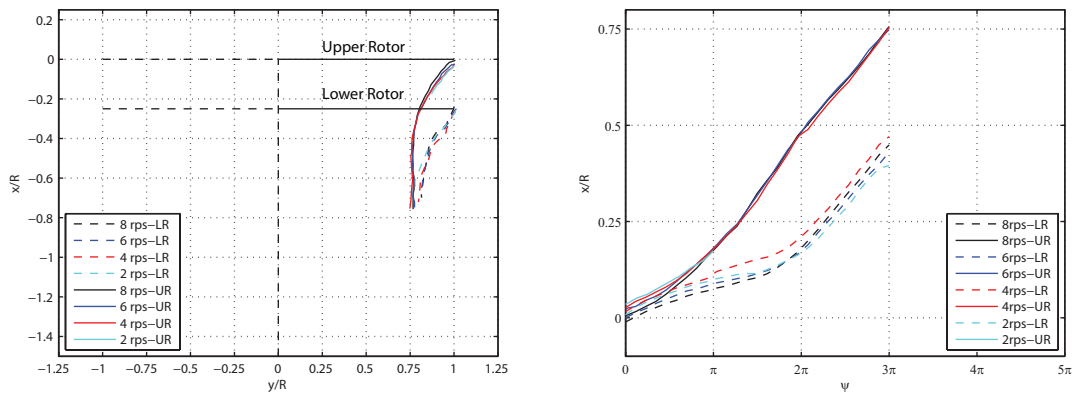 0.2
0
−0.2
−0.4
−0.6
−0.8
−1
−1.2
−1.4
x/R
Upper Rotor
Lower Rotor
8 rps−LR
6 rps−LR
4 rps−LR
2 rps−LR
8 rps−UR
6 rps−UR
4 rps−UR
2 rps−UR
−1.25
−1
−0.75
−0.5
−0.25
0
0.25
0.5
0.75
1
1.25
y/R
0.75
0.5
0.25
0
x/R
8rps−LR
8rps−UR
6rps−LR
6rps−UR
4rps−LR
4rps−UR
2rps−LR
2rps−UR
0
π
2π
3π
4π
5π
ψ